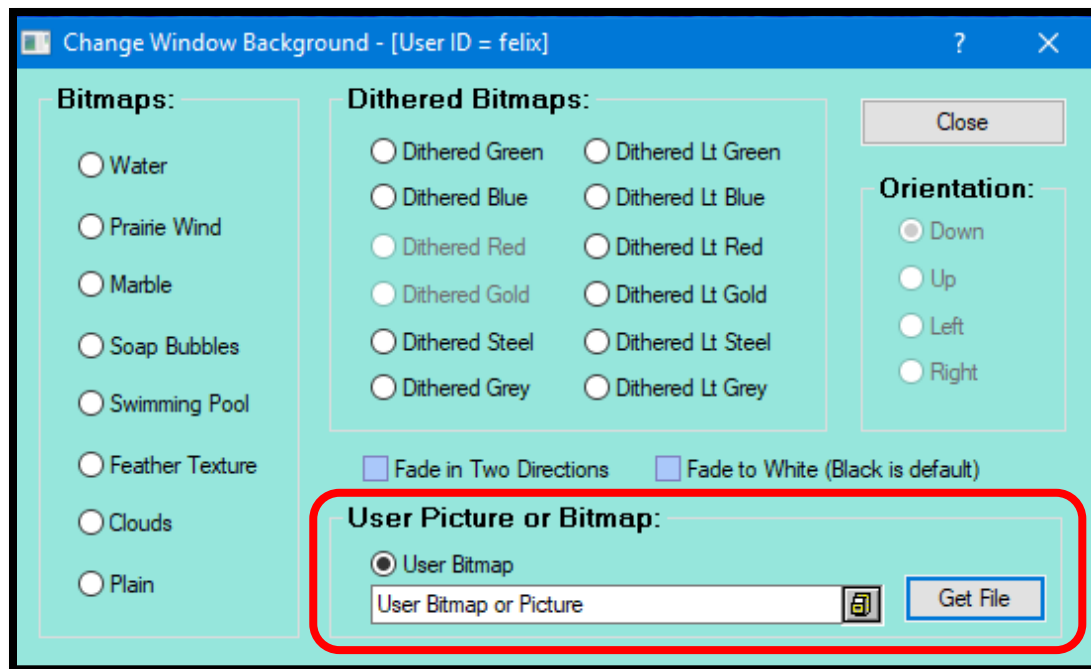 Change Window Background - [User ID = felix]
?
Bitmaps:
Water
Prairie Wind
Marble
Soap Bubbles
Swimming Pool
Feather Texture
Clouds
Plain
Dithered Bitmaps:
Dithered Green
Dithered Lt Green
Dithered Blue
Dithered Lt Blue
Dithered Red
Dithered Lt Red
Dithered Gold
Dithered Lt Gold
Dithered Steel
Dithered Lt Steel
Dithered Grey
Dithered Lt Grey
Close
Orientation:
Down
Up
Left
Right
Fade in Two Directions
Fade to White (Black is default)
User Picture or Bitmap:
User Bitmap
User Bitmap or Picture
Get File